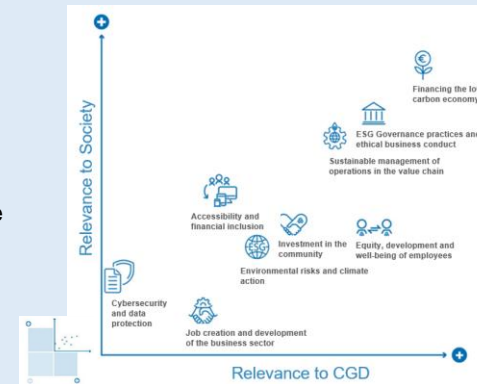 Relevance to Society
Financing the lo
carbon economy
ESG Governance practices and
ethical business conduct
Sustainable management of
operations in the value chain
Accessibility and
financial inclusion
Investment in the
community
Equity, development and
well-being of employees
Environmental risks and climate
action
Cybersecurity
and data
protection
Job creation and development
of the business sector
Relevance to CGD
e